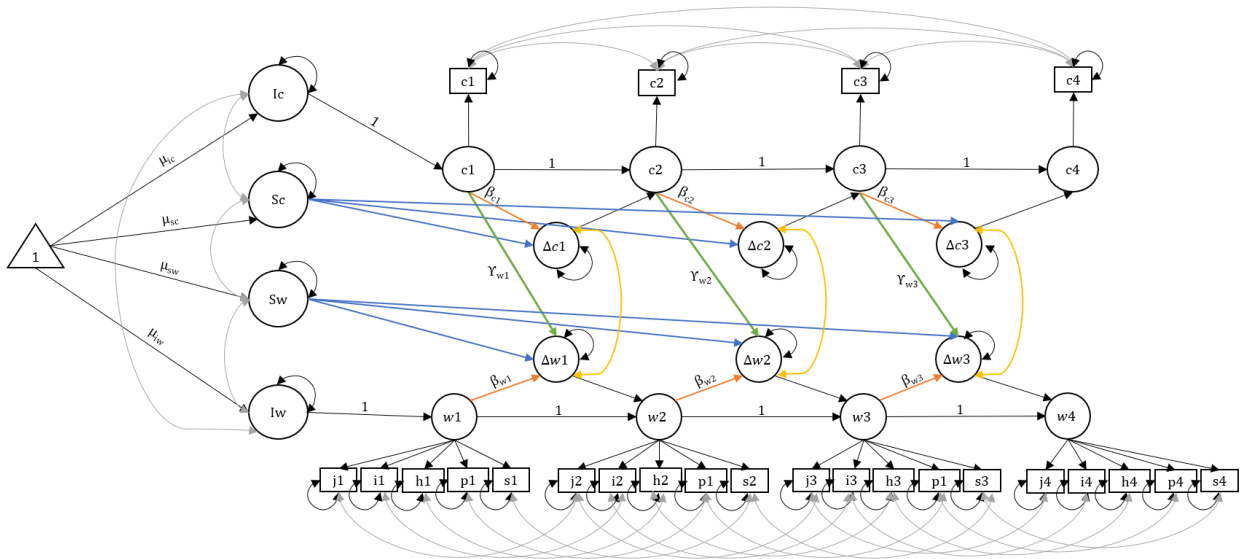 c1 c2 c3 c4
Ic 1
μic
c1 1 c2 1 c3 1 c4
Sc βc1 βc2 βc3
μsc
Δc1 Δc2 Δc3
1
μsw
ϒw1 ϒw2 ϒw3
Sw
μiw
Δw1 Δw2 Δw3
βw1 βw2 βw3
Iw 1 w1 1 w2 1 w3 1 w4
j1 i1 h1 p1 s1 j2 i2 h2 p1 s2 j3 i3 h3 p1 s3 j4 i4 h4 p4 s4